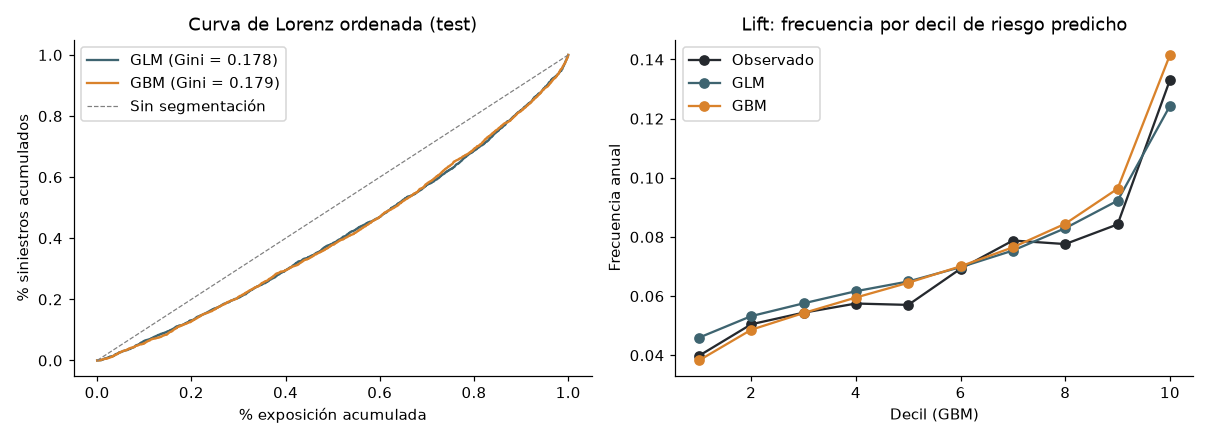 Curva de Lorenz ordenada (test)
GLM (Gini = 0.178)
GBM (Gini = 0.179)
Sin segmentación
% siniestros acumulados
1.0
0.8
0.6
0.4
0.2
0.0
0.0 0.2 0.4 0.6 0.8 1.0
% exposición acumulada
Lift: frecuencia por decil de riesgo predicho
Observado
GLM
GBM
Frecuencia anual
0.14
0.12
0.10
0.08
0.06
0.04
2 4 6 8 10
Decil (GBM)